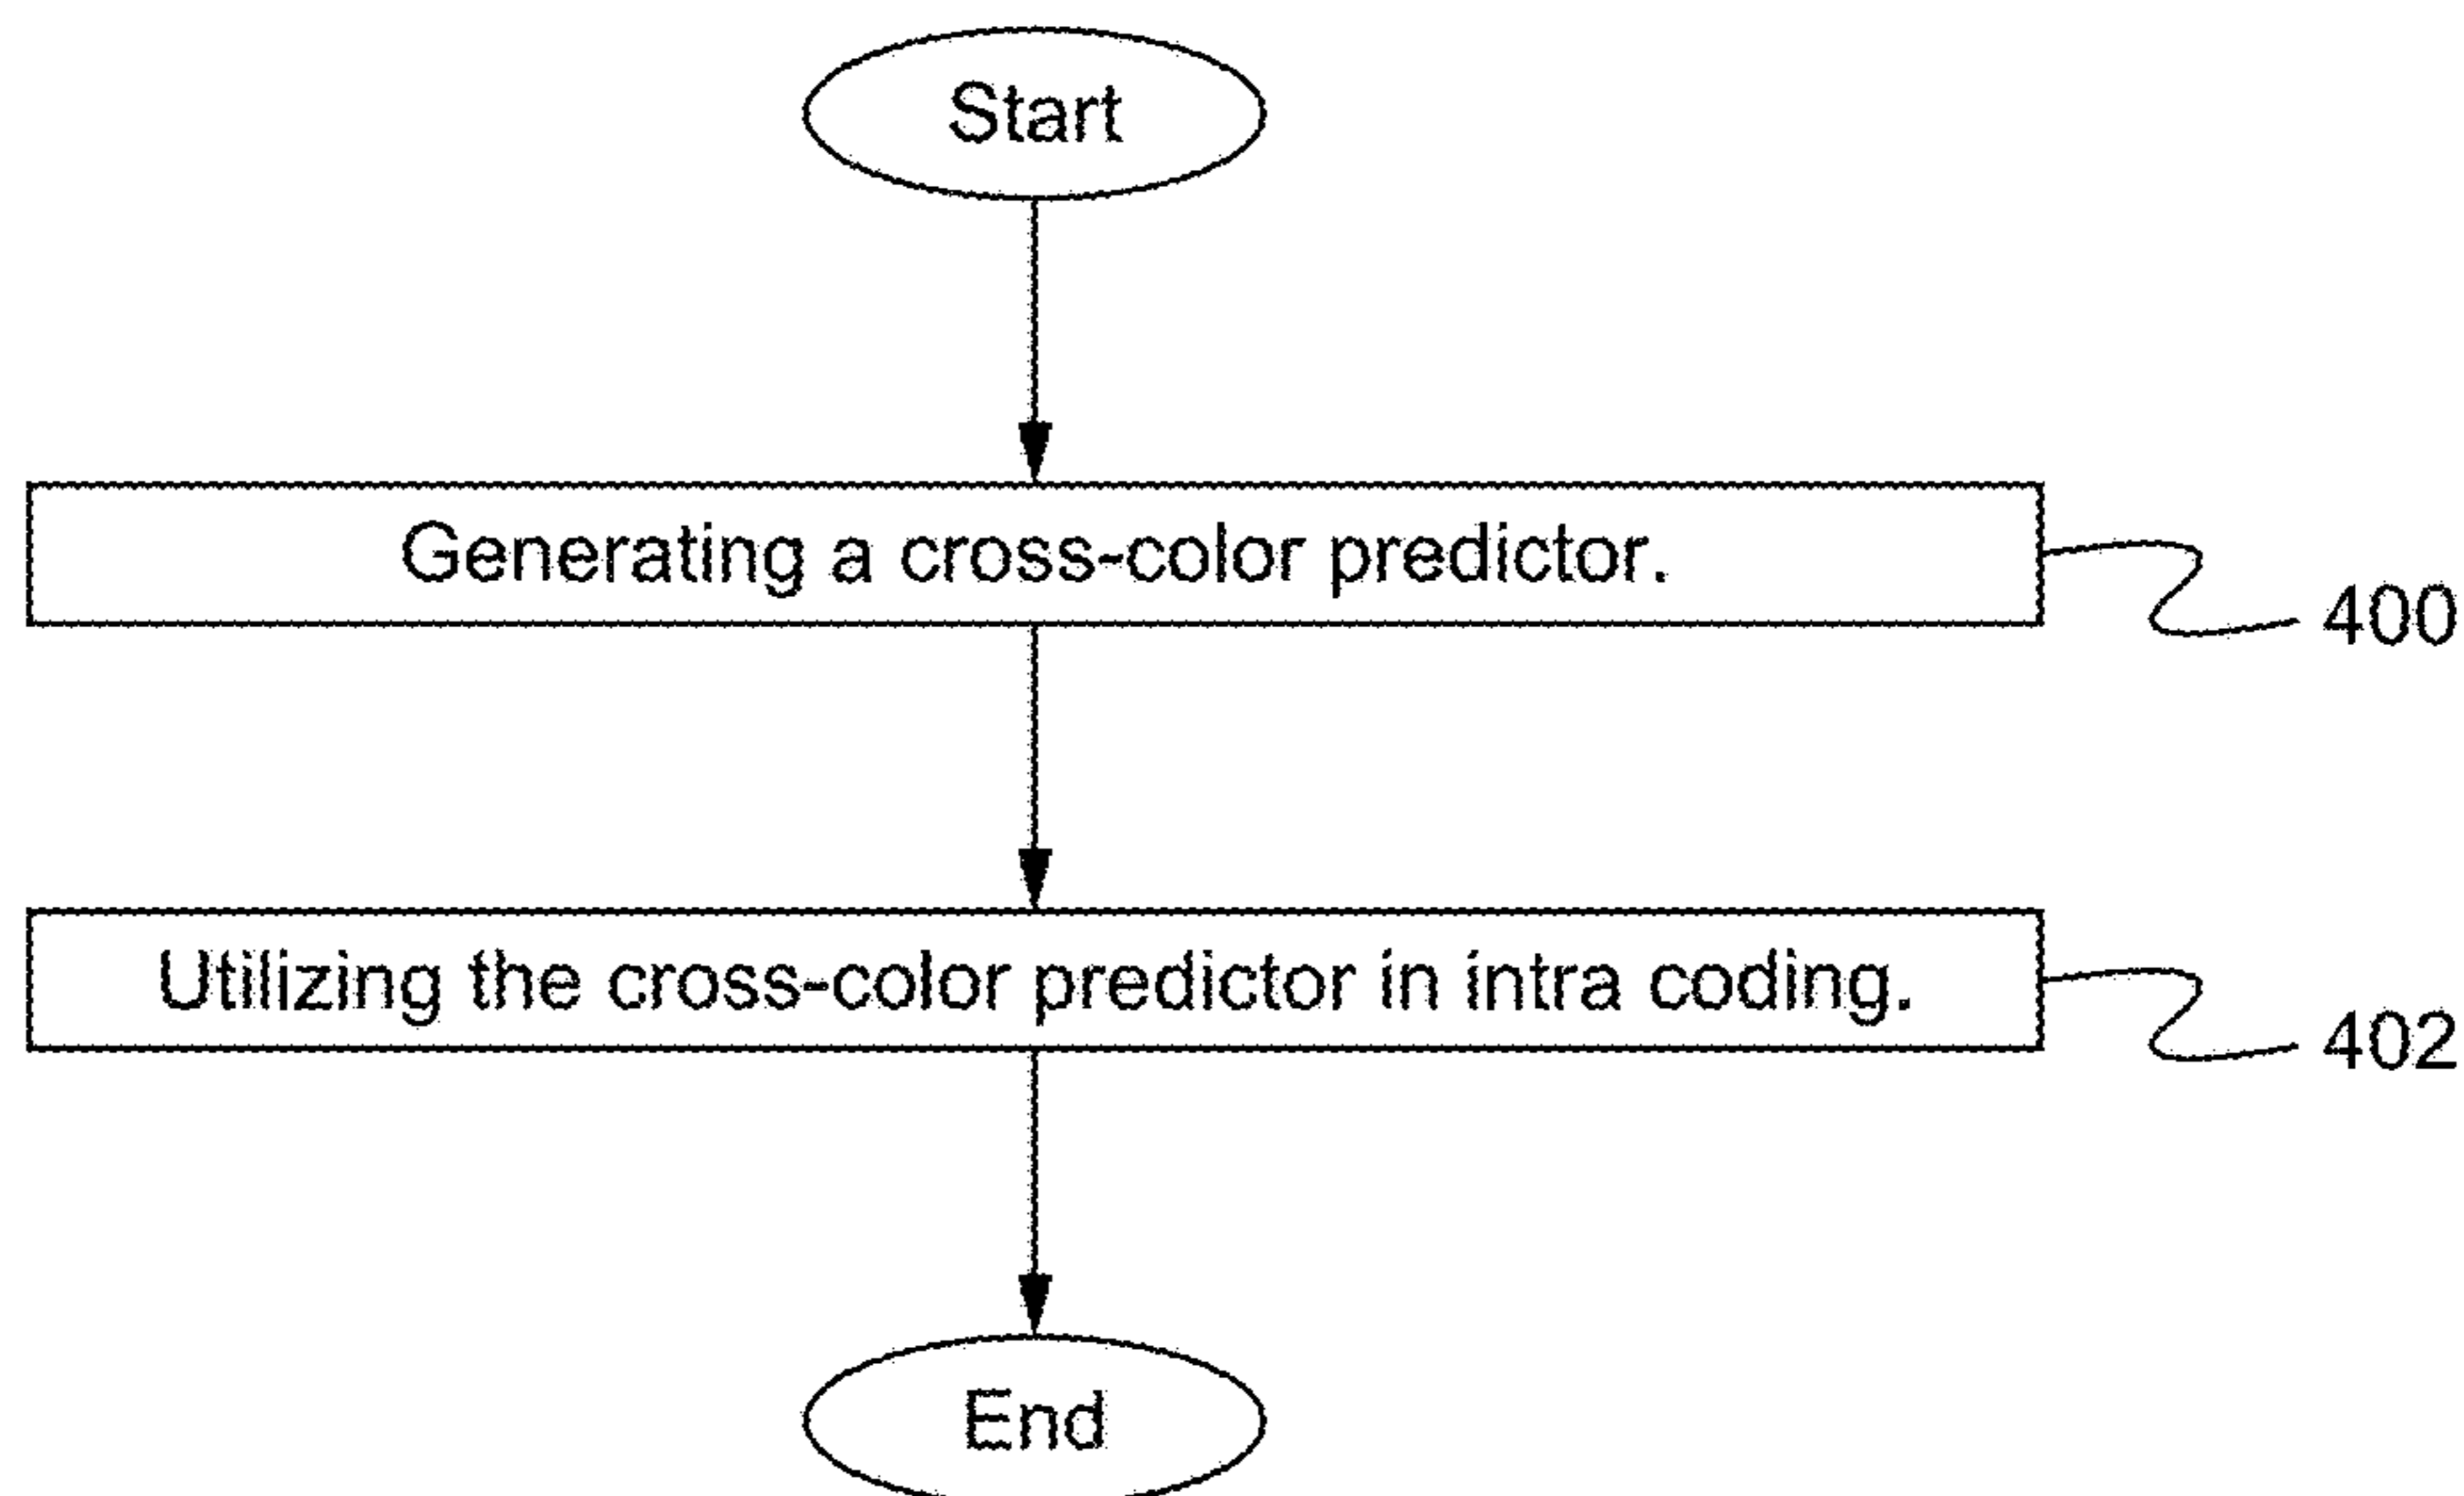 Start
Generating a cross-color predictor.
400
Utilizing the cross-color predictor in intra coding.
402
End